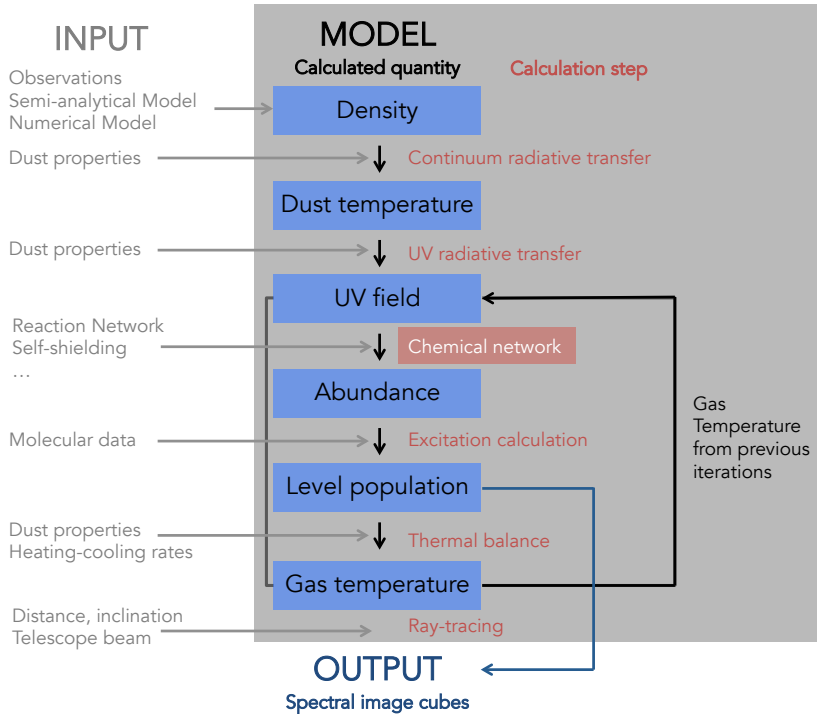 INPUT
MODEL
Calculated quantity
Calculation step
Observations
Semi-analytical Model
Numerical Model
Density
Dust properties
Continuum radiative transfer
Dust temperature
Dust properties
UV radiative transfer
UV field
Reaction Network
Self-shielding
…
Chemical network
Abundance
Gas
Temperature
from previous
iterations
Molecular data
Excitation calculation
Level population
Dust properties
Heating-cooling rates
Thermal balance
Gas temperature
Distance, inclination
Telescope beam
Ray-tracing
OUTPUT
Spectral image cubes